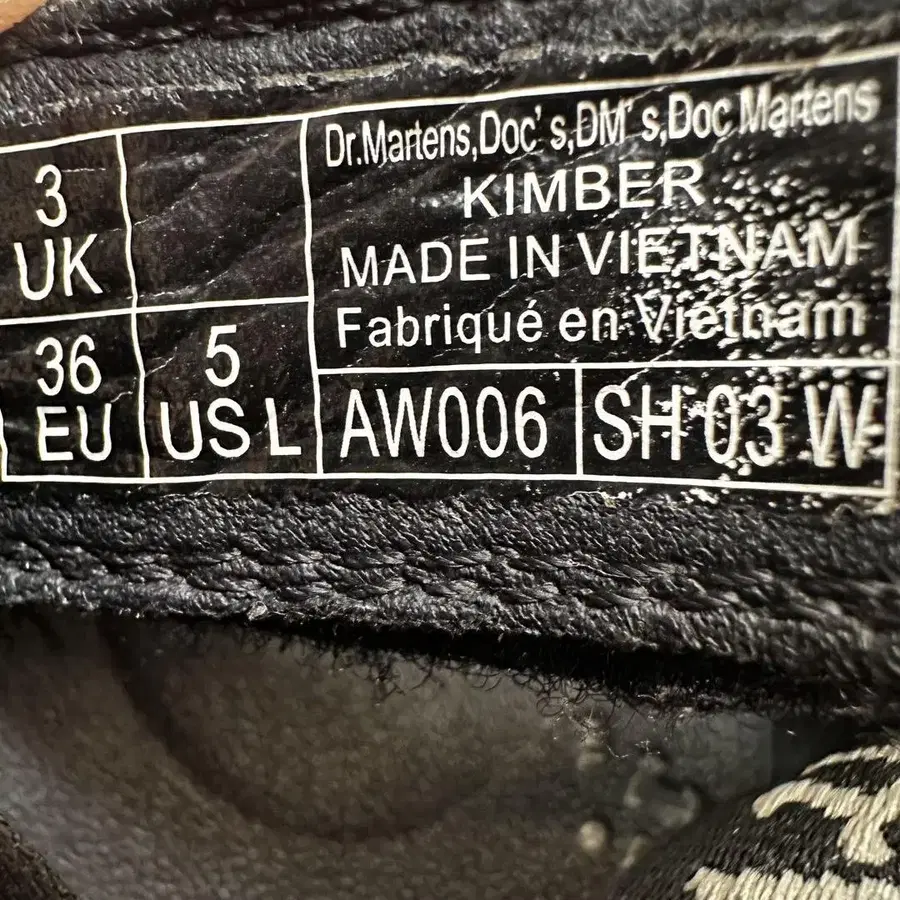 3
UK
36
EU
5
US L
Dr.Martens,Doc's,DM's,Doc Martens
KIMBER
MADE IN VIETNAM
Fabriqué en Vietnam
AW006
SH 03 W